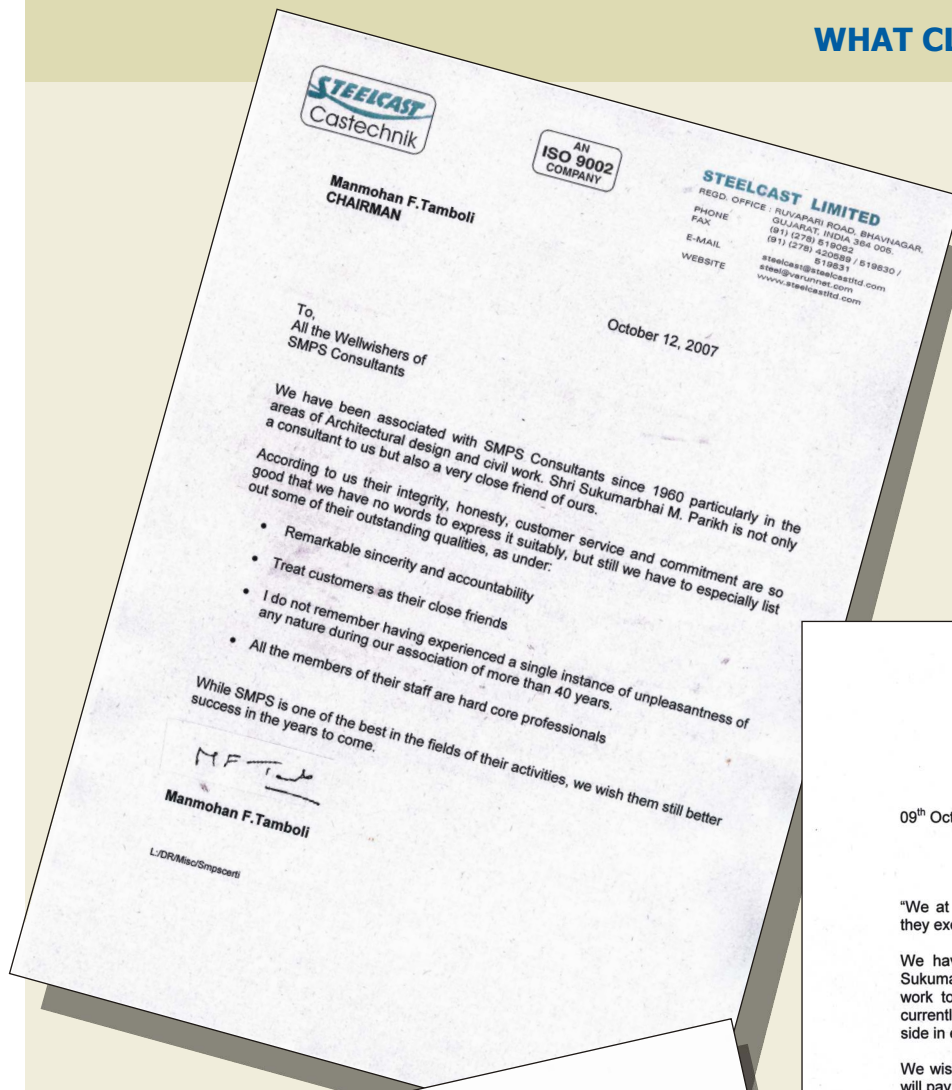 WHAT CL
STEELCAST
Castechnik
AN
ISO 9002
COMPANY
Manmohan F.Tamboli
CHAIRMAN
STEELCAST LIMITED
REGD. OFFICE : RUVAPARI ROAD, BHAVNAGAR,
GUJARAT, INDIA 364 005.
PHONE (91) (278) 519062
FAX (91) (278) 420589 / 519830 /
519831
E-MAIL steelcast@steelcastltd.com
steel@varunnet.com
WEBSITE www.steelcastltd.com
October 12, 2007
To,
All the Wellwishers of
SMPS Consultants
We have been associated with SMPS Consultants since 1960 particularly in the
areas of Architectural design and civil work. Shri Sukumarbhai M. Parikh is not only
a consultant to us but also a very close friend of ours.
According to us their integrity, honesty, customer service and commitment are so
good that we have no words to express it suitably, but still we have to especially list
out some of their outstanding qualities, as under:
• Remarkable sincerity and accountability
• Treat customers as their close friends
• I do not remember having experienced a single instance of unpleasantness of
any nature during our association of more than 40 years.
• All the members of their staff are hard core professionals
While SMPS is one of the best in the fields of their activities, we wish them still better
success in the years to come.
Manmohan F.Tamboli
L:/DR/Misc/Smpscerti
09th Oct
"We at
they exc
We hav
Sukuma
work to
currentl
side in
We wis
will pay